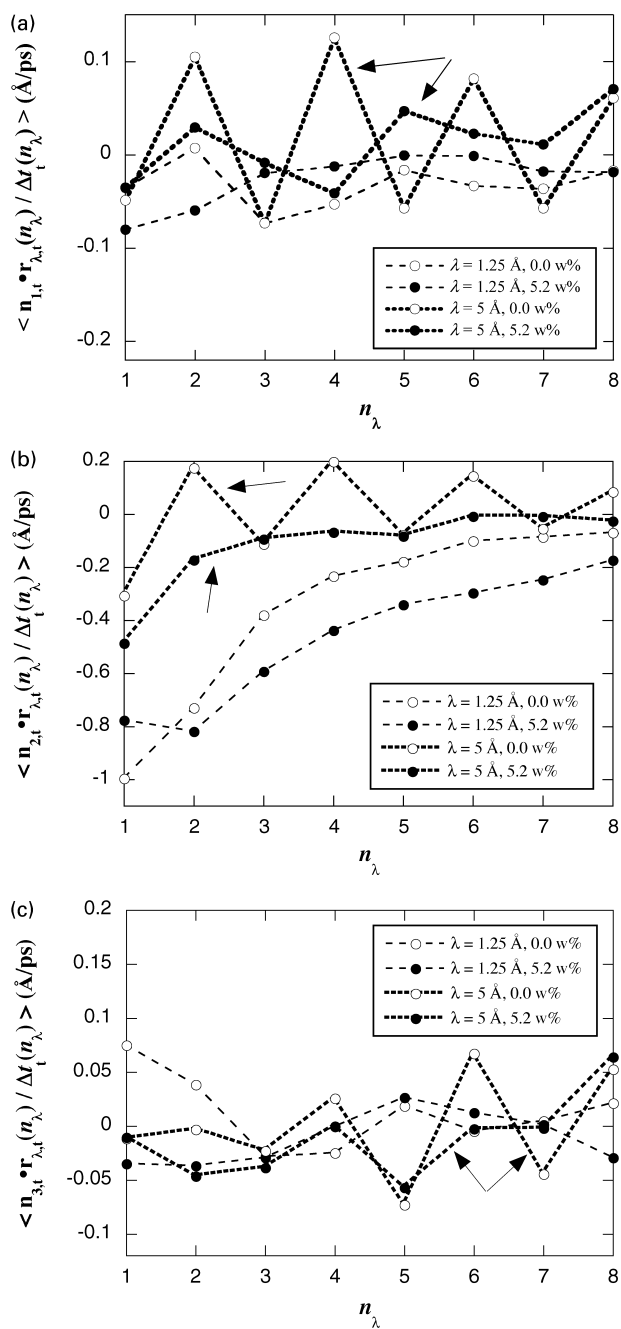 (a)
< n1,t•rλ,t(nλ) / Δtt(nλ) > (Å/ps)
0.1
0
-0.1
-0.2
λ = 1.25 Å, 0.0 w%
λ = 1.25 Å, 5.2 w%
λ = 5 Å, 0.0 w%
λ = 5 Å, 5.2 w%
1 2 3 4 5 6 7 8
nλ
(b)
< n2,t•rλ,t(nλ) / Δtt(nλ) > (Å/ps)
0.2
0
-0.2
-0.4
-0.6
-0.8
-1
λ = 1.25 Å, 0.0 w%
λ = 1.25 Å, 5.2 w%
λ = 5 Å, 0.0 w%
λ = 5 Å, 5.2 w%
1 2 3 4 5 6 7 8
nλ
(c)
< n3,t•rλ,t(nλ) / Δtt(nλ) > (Å/ps)
0.2
0.15
0.1
0.05
0
-0.05
-0.1
λ = 1.25 Å, 0.0 w%
λ = 1.25 Å, 5.2 w%
λ = 5 Å, 0.0 w%
λ = 5 Å, 5.2 w%
1 2 3 4 5 6 7 8
nλ